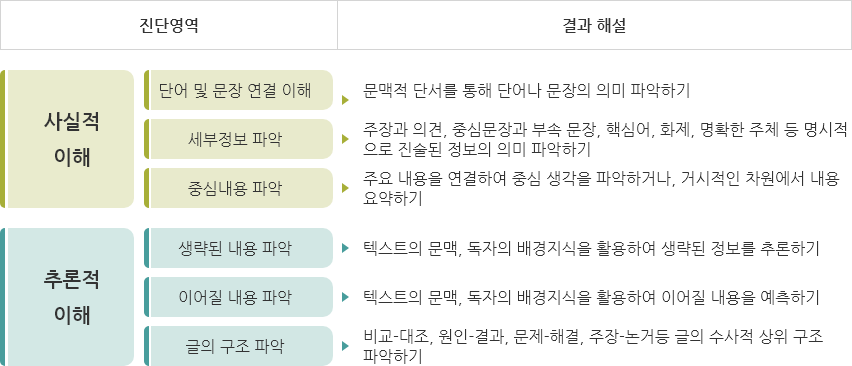 진단영역
결과 해설
사실적
이해
단어 및 문장 연결 이해
문맥적 단서를 통해 단어나 문장의 의미 파악하기
세부정보 파악
주장과 의견, 중심문장과 부속 문장, 핵심어, 화제, 명확한 주체 등 명시적
으로 진술된 정보의 의미 파악하기
중심내용 파악
주요 내용을 연결하여 중심 생각을 파악하거나, 거시적인 차원에서 내용
요약하기
추론적
이해
생략된 내용 파악
텍스트의 문맥, 독자의 배경지식을 활용하여 생략된 정보를 추론하기
이어질 내용 파악
텍스트의 문맥, 독자의 배경지식을 활용하여 이어질 내용을 예측하기
글의 구조 파악
비교-대조, 원인-결과, 문제-해결, 주장-논거등 글의 수사적 상위 구조
파악하기